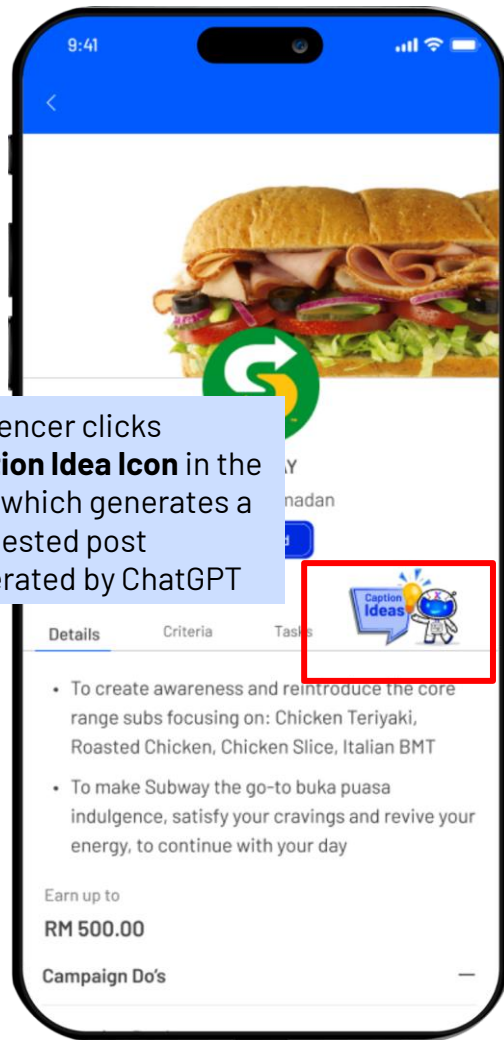 9:41
encer clicks
tion Idea Icon in the
which generates a
ested post
erated by ChatGPT
AY
madan
d
Caption
Ideas
Details Criteria Tasks
• To create awareness and reintroduce the core
range subs focusing on: Chicken Teriyaki,
Roasted Chicken, Chicken Slice, Italian BMT
• To make Subway the go-to buka puasa
indulgence, satisfy your cravings and revive your
energy, to continue with your day
Earn up to
RM 500.00
Campaign Do's